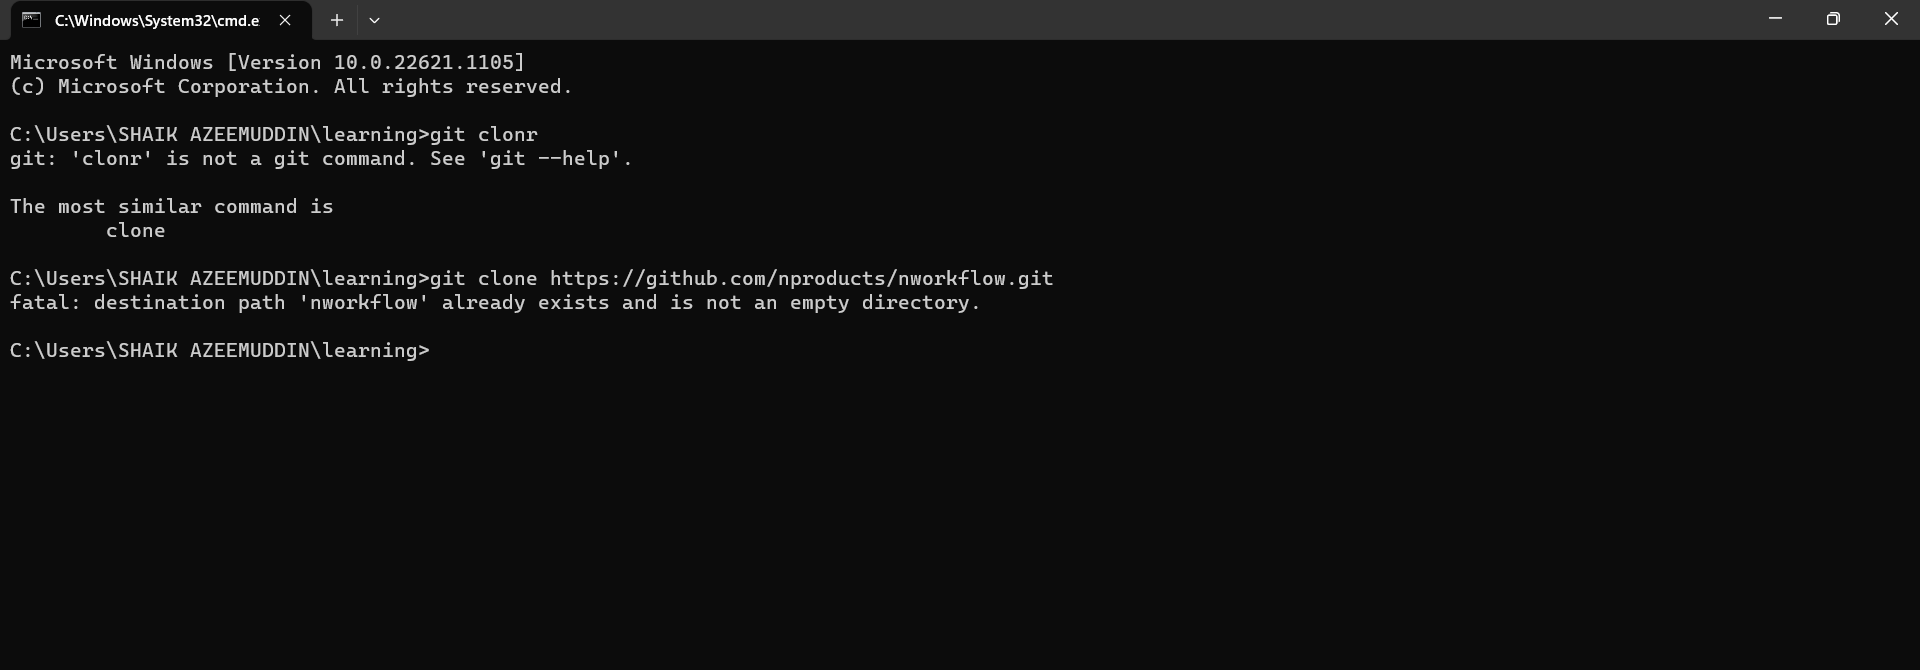 C:\Windows\System32\cmd.e
Microsoft Windows [Version 10.0.22621.1105]
(c) Microsoft Corporation. All rights reserved.
C:\Users\SHAIK AZEEMUDDIN\learning>git clonr
git: 'clonr' is not a git command. See 'git --help'.
The most similar command is
clone
C:\Users\SHAIK AZEEMUDDIN\learning>git clone https://github.com/nproducts/nworkflow.git
fatal: destination path 'nworkflow' already exists and is not an empty directory.
C:\Users\SHAIK AZEEMUDDIN\learning>